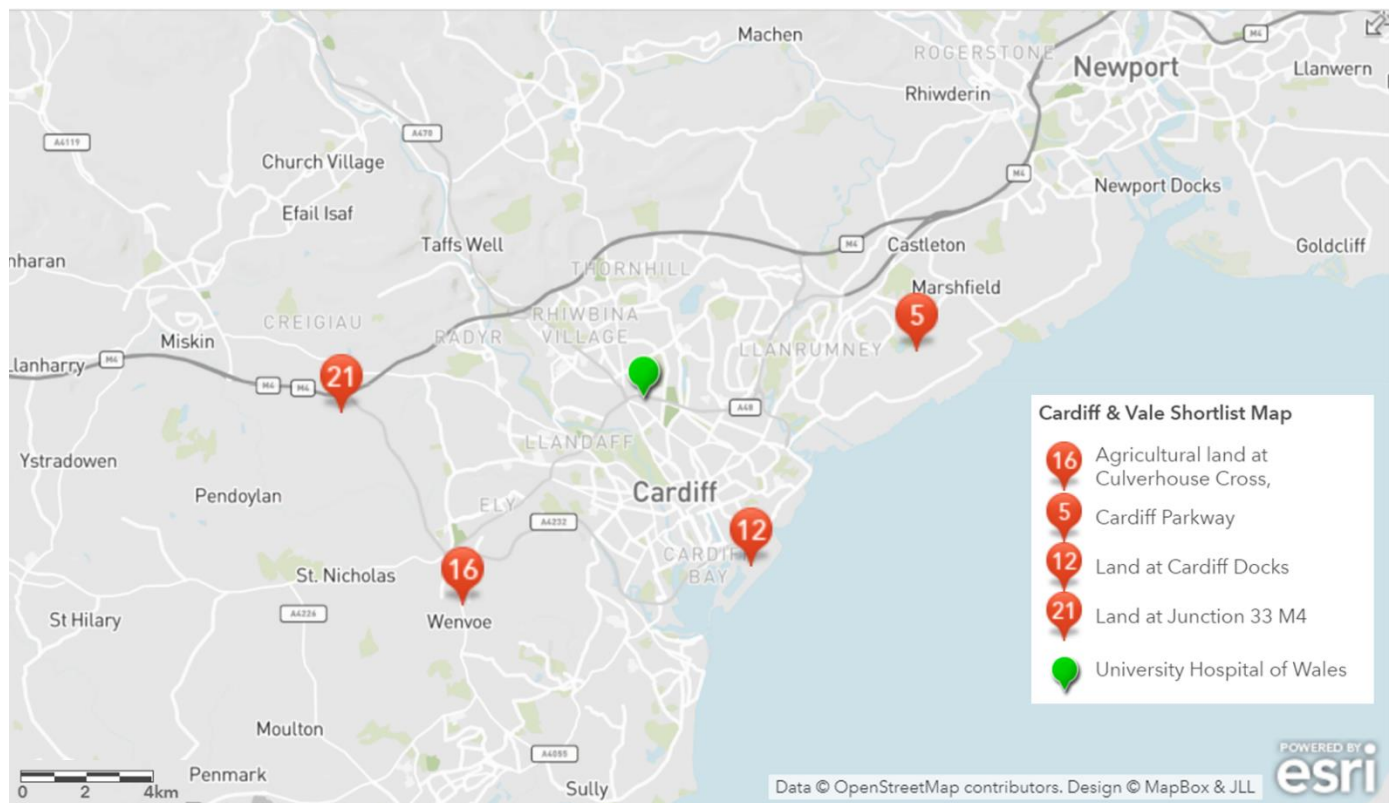 Machen
ROGERSTONE
Newport
M4
Llanwern
Rhiwderin
A4119
A470
Church Village
M4
Newport Docks
Efail Isaf
Taffs Well
M4
Castleton
Goldcliff
nharan
THORNHILL
Marshfield
CREIGIAU
RHIWBINA
VILLAGE
5
Miskin
RADYR
LLANRUMNEY
Llanharry
M4
M4
M4
21
A48
Cardiff & Vale Shortlist Map
LLANDAFF
16
Agricultural land at
Culverhouse Cross,
Ystradowen
Pendoylan
Cardiff
ELY
5
Cardiff Parkway
A4232
12
CARDIFF
BAY
12
Land at Cardiff Docks
St. Nicholas
16
A4226
21
Land at Junction 33 M4
St Hilary
Wenvoe
University Hospital of Wales
Moulton
A4055
Penmark
Sully
0 2 4km
Data © OpenStreetMap contributors. Design © MapBox & JLL
POWERED BY
esri